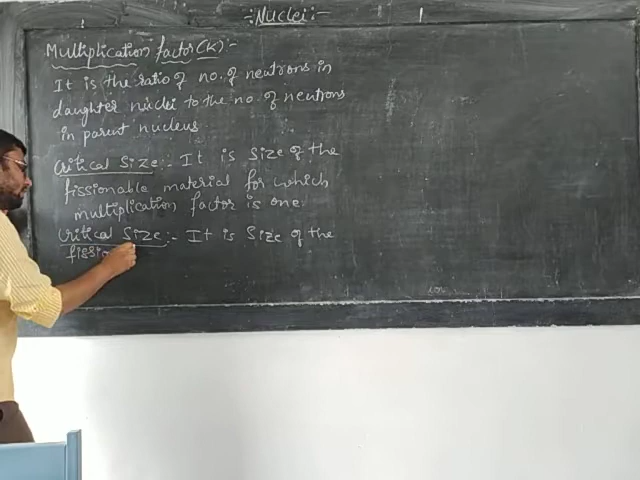 :- Nuclei :-
Multiplication factor (K) :-
It is the ratio of no. of neutrons in
daughter nuclei to the no. of neutrons
in parent nucleus
Critical Size :- It is Size of the
fissionable material for which
multiplication factor is one.
Critical Size :- It is Size of the
fissio